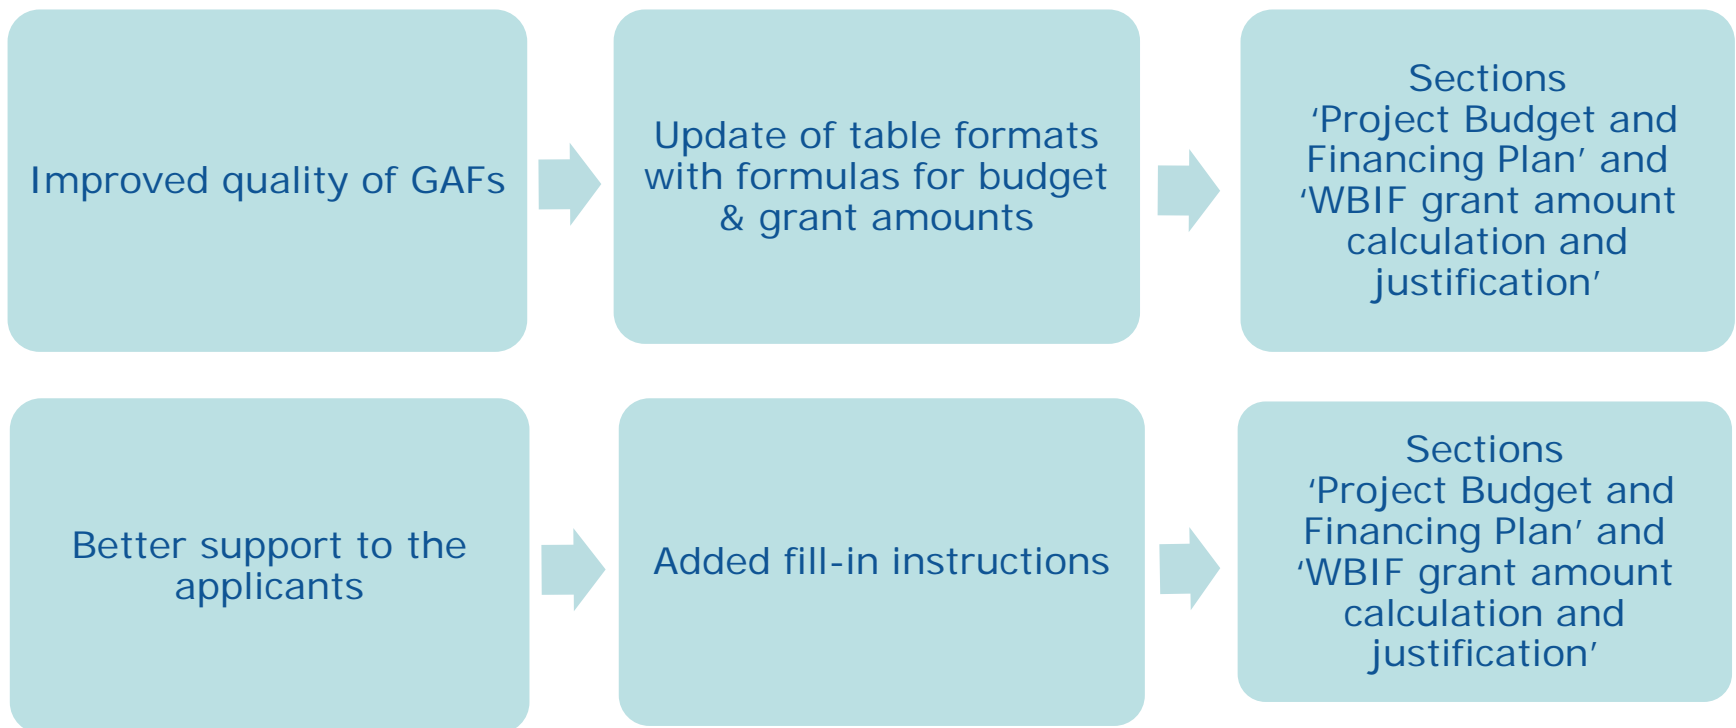 Improved quality of GAFs
Update of table formats
with formulas for budget
& grant amounts
Sections
‘Project Budget and
Financing Plan’ and
‘WBIF grant amount
calculation and
justification’
Better support to the
applicants
Added fill-in instructions
Sections
‘Project Budget and
Financing Plan’ and
‘WBIF grant amount
calculation and
justification’